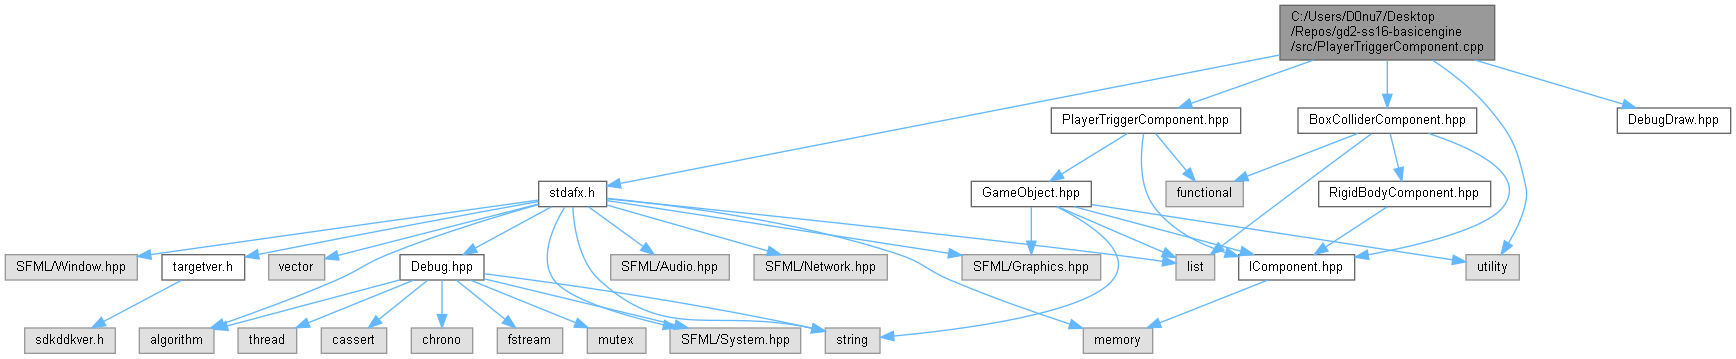 C:/Users/D0nu7/Desktop
/Repos/gd2-ss16-basicengine
/src/PlayerTriggerComponent.cpp
PlayerTriggerComponent.hpp
BoxColliderComponent.hpp
DebugDraw.hpp
stdafx.h
GameObject.hpp
functional
RigidBodyComponent.hpp
SFML/Window.hpp
targetver.h
vector
Debug.hpp
SFML/Audio.hpp
SFML/Network.hpp
SFML/Graphics.hpp
list
IComponent.hpp
utility
sdkddkver.h
algorithm
thread
cassert
chrono
fstream
mutex
SFML/System.hpp
string
memory